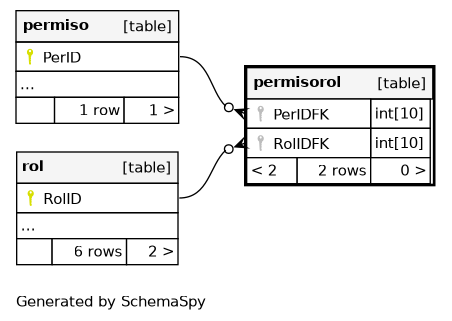 permiso [table]
PerID
...
1 row 1 >
permisorol [table]
PerIDFK int[10]
RolIDFK int[10]
< 2 2 rows 0 >
rol [table]
RolID
...
6 rows 2 >
Generated by SchemaSpy